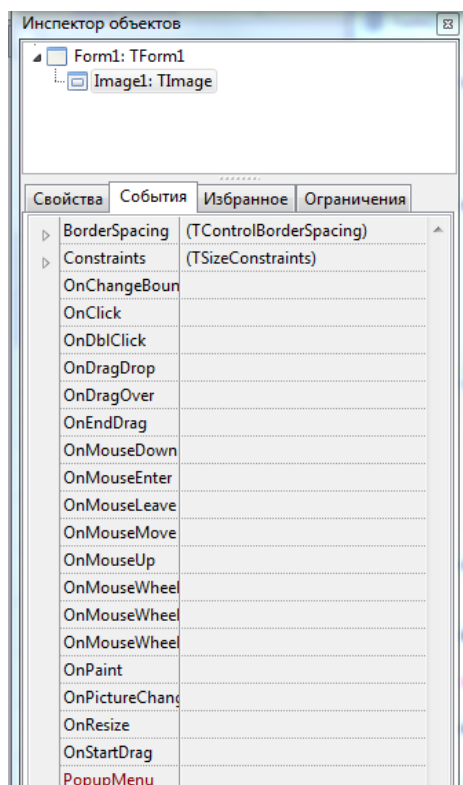 Инспектор объектов
Form1: TForm1
Image1: TImage
Свойства События Избранное Ограничения
BorderSpacing (TControlBorderSpacing)
Constraints (TSizeConstraints)
OnChangeBoun
OnClick
OnDblClick
OnDragDrop
OnDragOver
OnEndDrag
OnMouseDown
OnMouseEnter
OnMouseLeave
OnMouseMove
OnMouseUp
OnMouseWheel
OnMouseWheel
OnMouseWheel
OnPaint
OnPictureChang
OnResize
OnStartDrag
PopupMenu